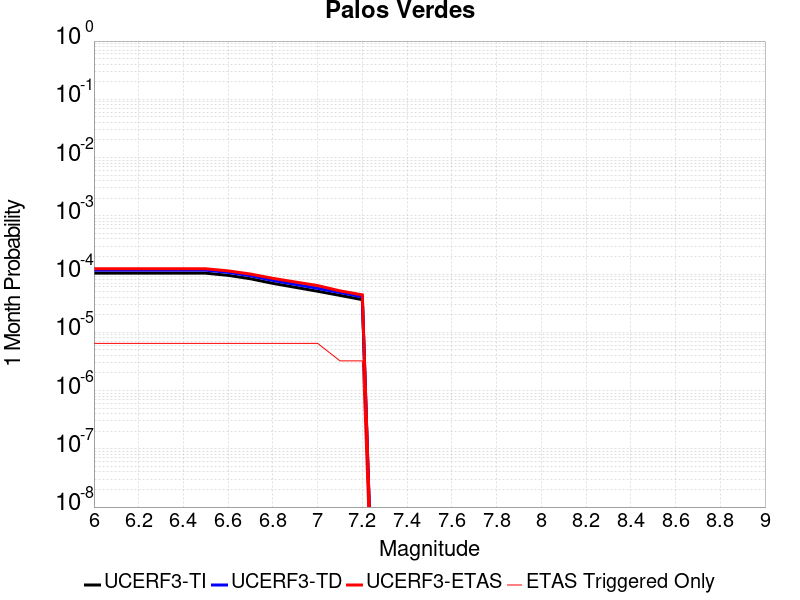 Palos Verdes
10^0
10^-1
10^-2
10^-3
10^-4
10^-5
10^-6
10^-7
10^-8
1 Month Probability
6 6.2 6.4 6.6 6.8 7 7.2 7.4 7.6 7.8 8 8.2 8.4 8.6 8.8 9
Magnitude
UCERF3-TI UCERF3-TD UCERF3-ETAS ETAS Triggered Only